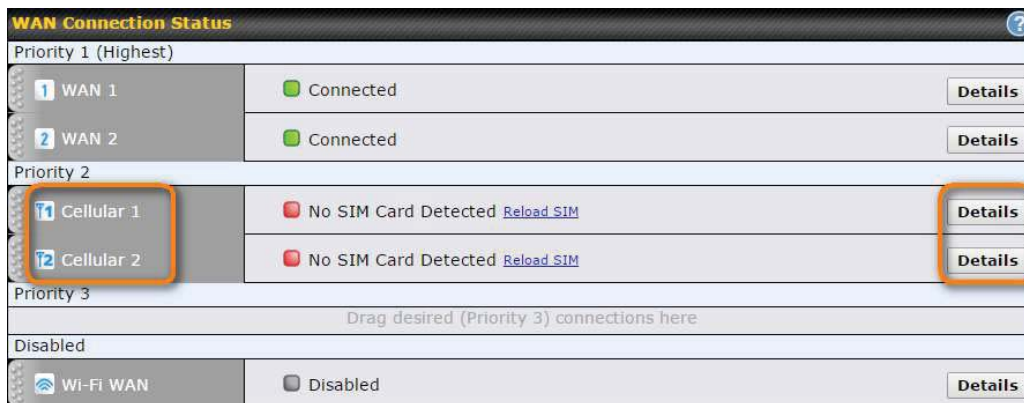 WAN Connection Status
?
Priority 1 (Highest)
1 WAN 1 Connected Details
2 WAN 2 Connected Details
Priority 2
1 Cellular 1 No SIM Card Detected Reload SIM Details
2 Cellular 2 No SIM Card Detected Reload SIM Details
Priority 3
Drag desired (Priority 3) connections here
Disabled
Wi-Fi WAN Disabled Details